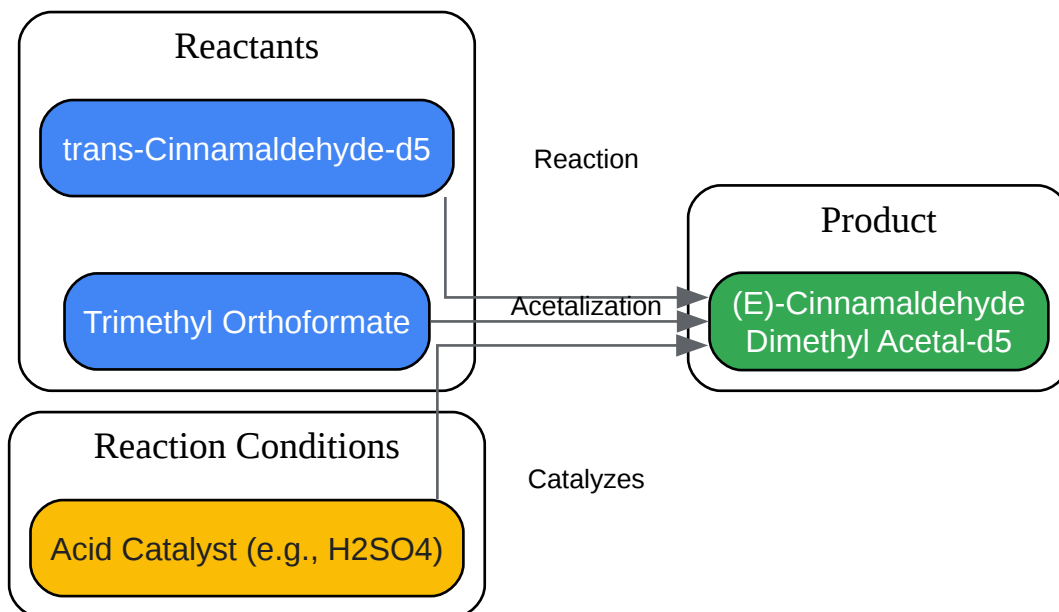 Reactants
trans-Cinnamaldehyde-d5
Reaction
Product
Trimethyl Orthoformate
Acetalization
(E)-Cinnamaldehyde
Dimethyl Acetal-d5
Reaction Conditions
Catalyzes
Acid Catalyst (e.g., H2SO4)